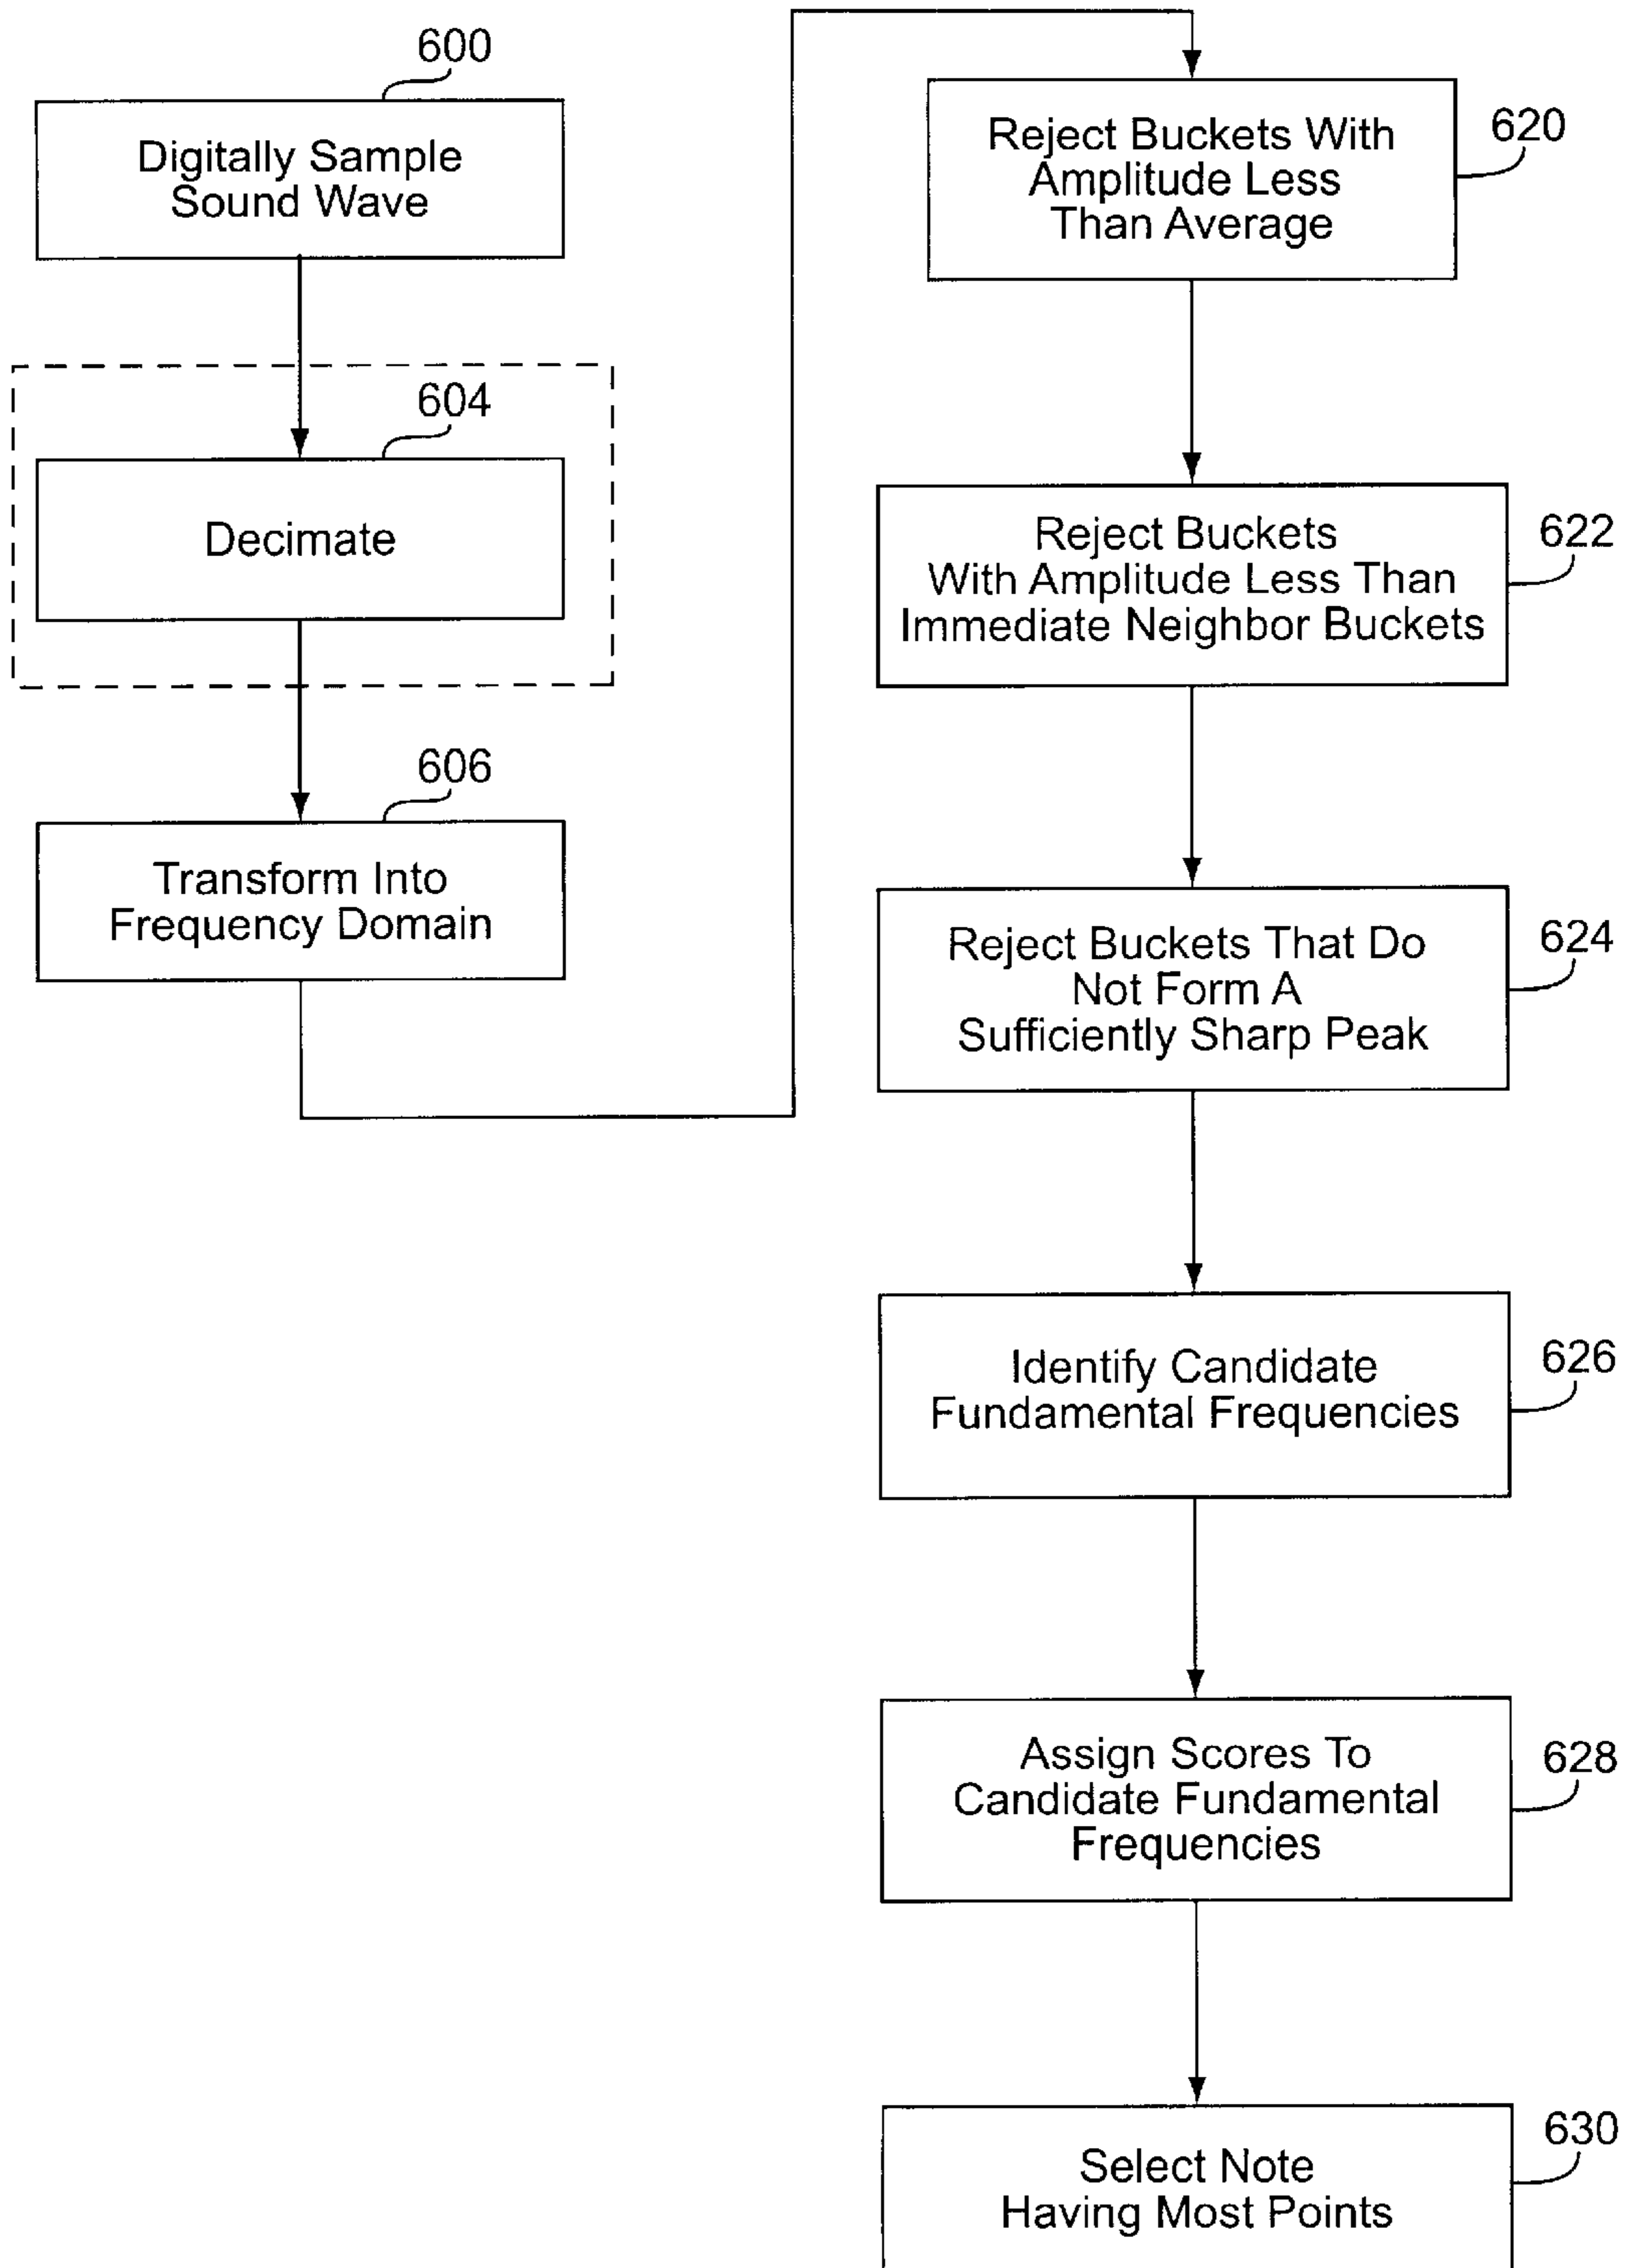 600
Digitally Sample
Sound Wave
604
Decimate
606
Transform Into
Frequency Domain
Reject Buckets With
Amplitude Less
Than Average
620
Reject Buckets
With Amplitude Less Than
Immediate Neighbor Buckets
622
Reject Buckets That Do
Not Form A
Sufficiently Sharp Peak
624
Identify Candidate
Fundamental Frequencies
626
Assign Scores To
Candidate Fundamental
Frequencies
628
Select Note
Having Most Points
630